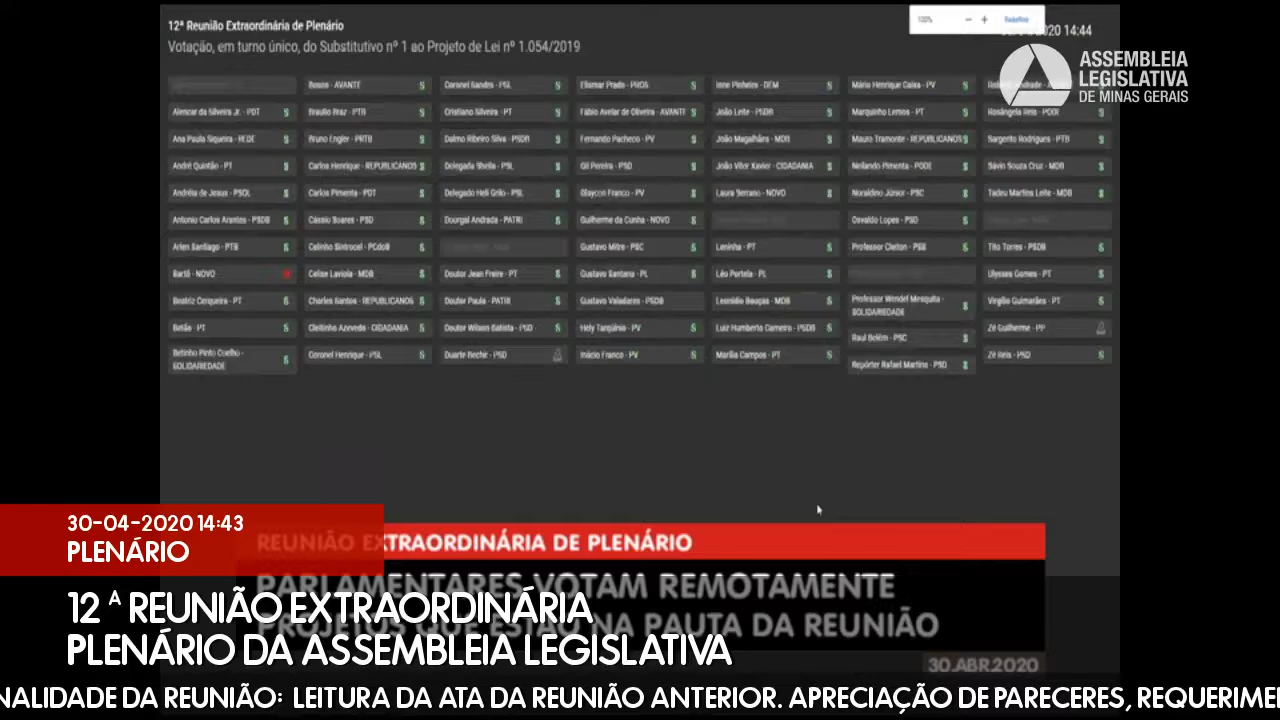 12ª Reunião Extraordinária de Plenário
Votação, em turno único, do Substitutivo nº 1 ao Projeto de Lei nº 1.054/2019
100% − + Redefinir
2020 14:44
ASSEMBLEIA
LEGISLATIVA
DE MINAS GERAIS
Bosco - AVANTE S
Coronel Sandro - PSL S
Elismar Prado - PROS S
Ione Pinheiro - DEM S
Mário Henrique Caixa - PV S
Alencar da Silveira Jr. - PDT S
Braulio Braz - PTB S
Cristiano Silveira - PT S
Fábio Avelar de Oliveira - AVANTE S
João Leite - PSDB S
Marquinho Lemos - PT S
Rosângela Reis - PODE S
Ana Paula Siqueira - REDE S
Bruno Engler - PRTB S
Dalmo Ribeiro Silva - PSDB S
Fernando Pacheco - PV S
João Magalhães - MDB S
Mauro Tramonte - REPUBLICANOS S
Sargento Rodrigues - PTB S
André Quintão - PT S
Carlos Henrique - REPUBLICANOS S
Delegada Sheila - PSL S
Gil Pereira - PSD S
João Vítor Xavier - CIDADANIA S
Neilando Pimenta - PODE S
Sávio Souza Cruz - MDB S
Andréia de Jesus - PSOL S
Carlos Pimenta - PDT S
Delegado Heli Grilo - PSL S
Glaycon Franco - PV S
Laura Serrano - NOVO S
Noraldino Júnior - PSC S
Tadeu Martins Leite - MDB S
Antonio Carlos Arantes - PSDB S
Cássio Soares - PSD S
Dourgal Andrada - PATRI S
Guilherme da Cunha - NOVO S
Osvaldo Lopes - PSD S
Arlen Santiago - PTB S
Celinho Sintrocel - PCdoB S
Gustavo Mitre - PSC S
Leninha - PT S
Professor Cleiton - PSB S
Tito Torres - PSDB S
Bartô - NOVO
Celise Laviola - MDB S
Doutor Jean Freire - PT S
Gustavo Santana - PL S
Léo Portela - PL S
Ulysses Gomes - PT S
Beatriz Cerqueira - PT S
Charles Santos - REPUBLICANOS S
Doutor Paulo - PATRI S
Gustavo Valadares - PSDB
Leonídio Bouças - MDB S
Professor Wendel Mesquita - SOLIDARIEDADE S
Virgílio Guimarães - PT S
Betão - PT S
Cleitinho Azevedo - CIDADANIA S
Doutor Wilson Batista - PSD S
Hely Tarqüínio - PV S
Luiz Humberto Carneiro - PSDB S
Raul Belém - PSC S
Zé Guilherme - PP
Betinho Pinto Coelho - SOLIDARIEDADE S
Coronel Henrique - PSL S
Duarte Bechir - PSD
Inácio Franco - PV S
Marília Campos - PT S
Repórter Rafael Martins - PSD S
Zé Reis - PSD S
30-04-2020 14:43
PLENÁRIO
REUNIÃO EXTRAORDINÁRIA DE PLENÁRIO
PARLAMENTARES VOTAM REMOTAMENTE
PROJETOS QUE ESTÃO NA PAUTA DA REUNIÃO
12 ª REUNIÃO EXTRAORDINÁRIA
PLENÁRIO DA ASSEMBLEIA LEGISLATIVA
30.ABR.2020
NALIDADE DA REUNIÃO: LEITURA DA ATA DA REUNIÃO ANTERIOR. APRECIAÇÃO DE PARECERES, REQUERIME